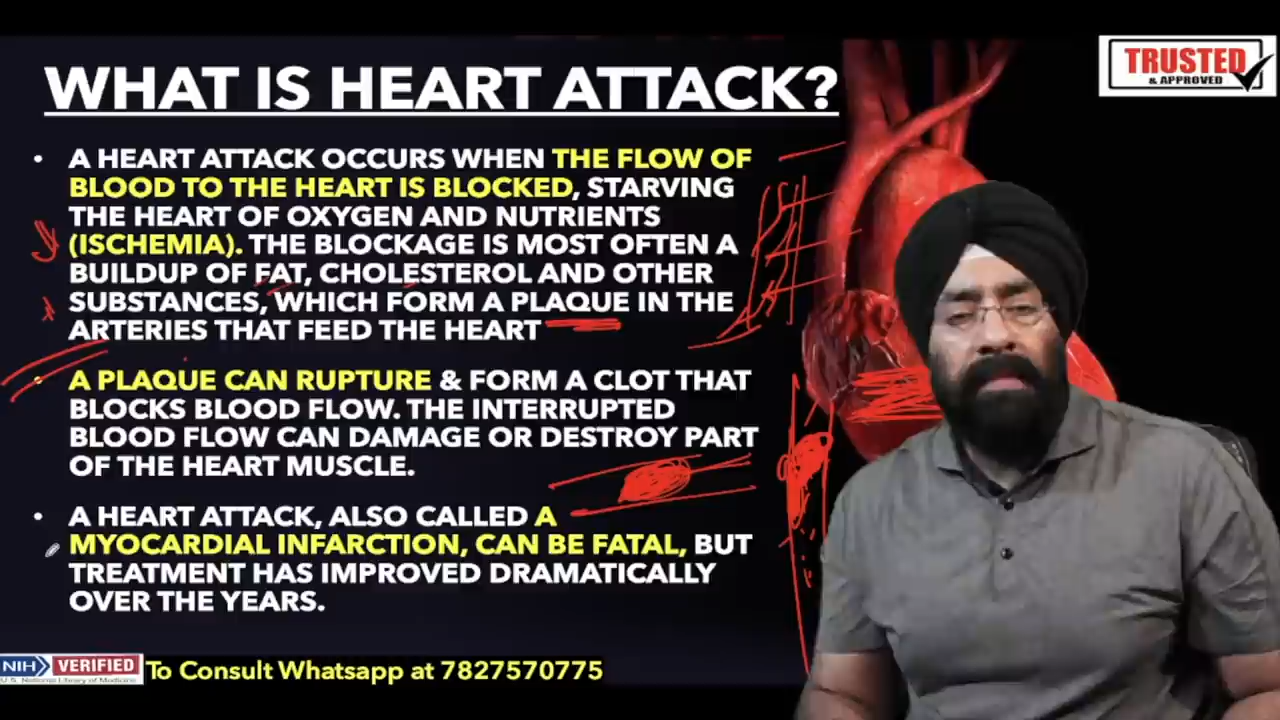 TRUSTED
& APPROVED
WHAT IS HEART ATTACK?
• A HEART ATTACK OCCURS WHEN THE FLOW OF
BLOOD TO THE HEART IS BLOCKED, STARVING
THE HEART OF OXYGEN AND NUTRIENTS
(ISCHEMIA). THE BLOCKAGE IS MOST OFTEN A
BUILDUP OF FAT, CHOLESTEROL AND OTHER
SUBSTANCES, WHICH FORM A PLAQUE IN THE
ARTERIES THAT FEED THE HEART
• A PLAQUE CAN RUPTURE & FORM A CLOT THAT
BLOCKS BLOOD FLOW. THE INTERRUPTED
BLOOD FLOW CAN DAMAGE OR DESTROY PART
OF THE HEART MUSCLE.
• A HEART ATTACK, ALSO CALLED A
MYOCARDIAL INFARCTION, CAN BE FATAL, BUT
TREATMENT HAS IMPROVED DRAMATICALLY
OVER THE YEARS.
NIH VERIFIED
U.S. National Library of Medicine
To Consult Whatsapp at 7827570775